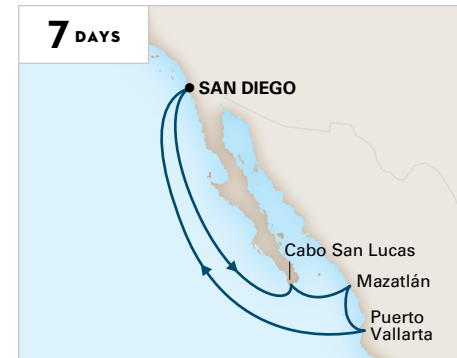 7 DAYS
SAN DIEGO
Cabo San Lucas
Mazatlán
Puerto
Vallarta